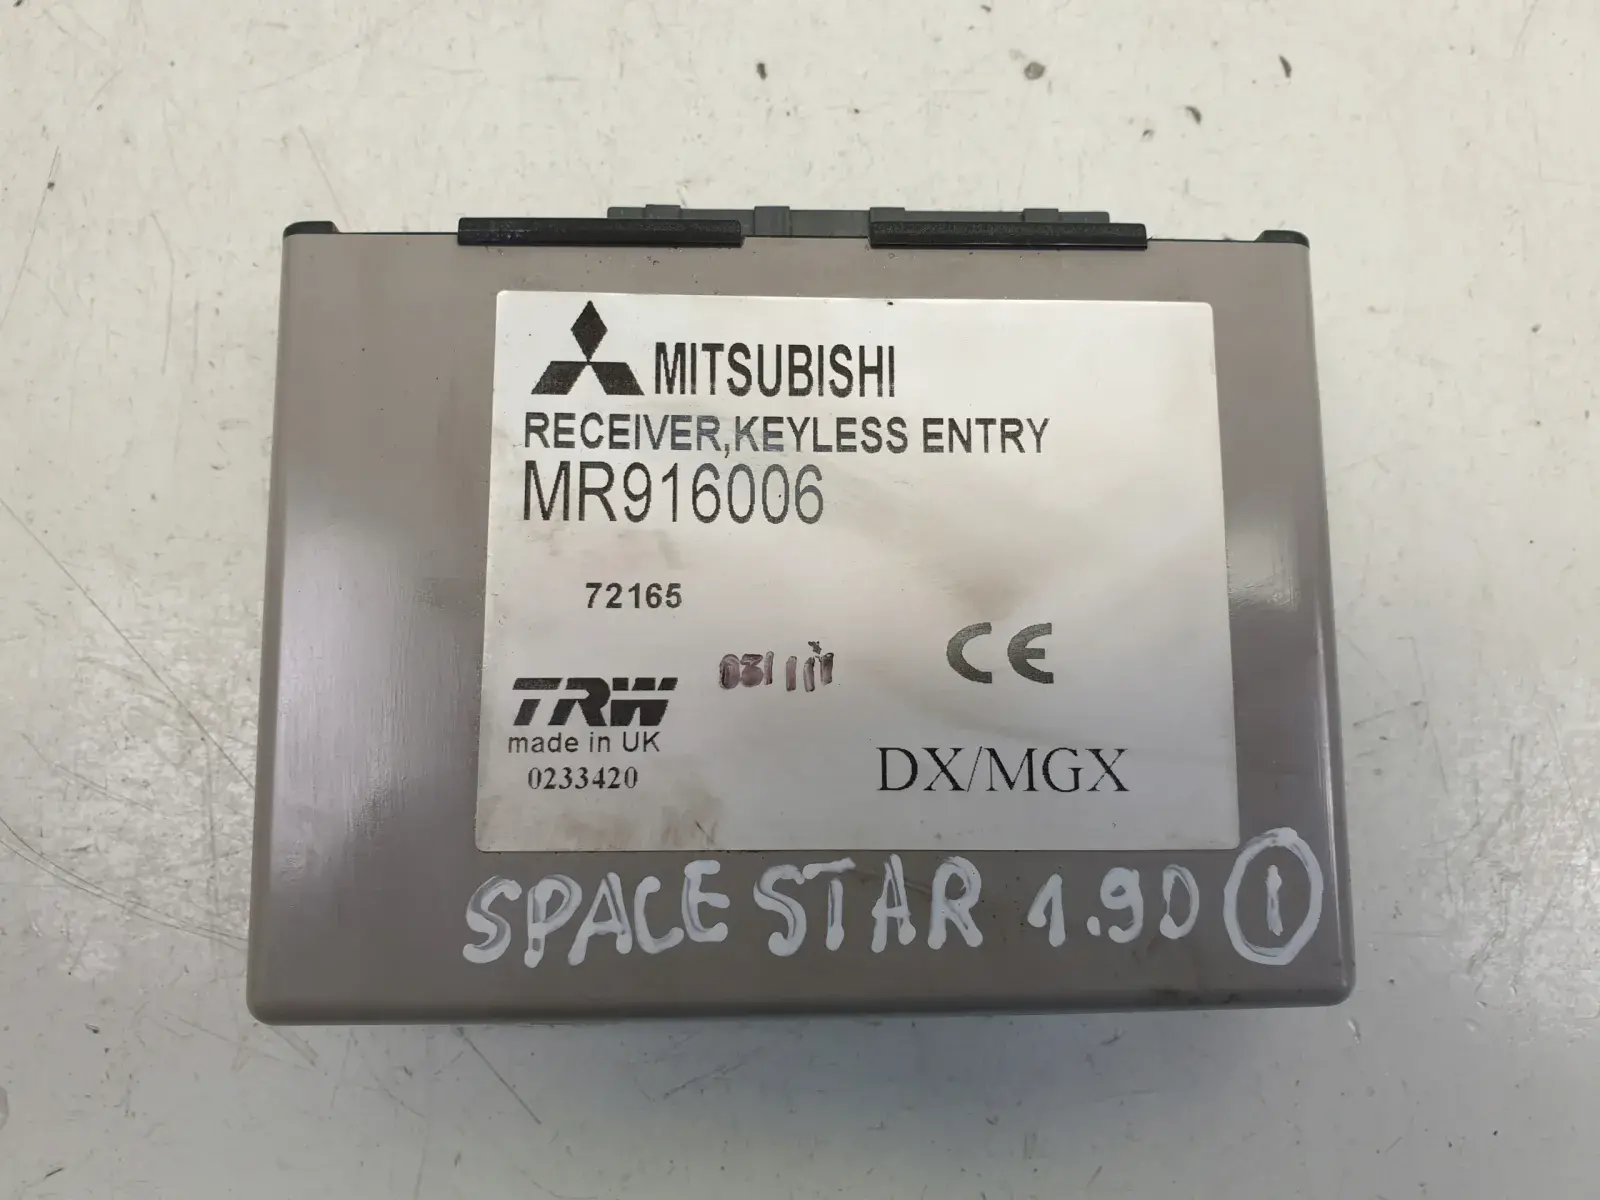 MITSUBISHI
RECEIVER,KEYLESS ENTRY
MR916006
72165
CE
TRW
made in UK
0233420
DX/MGX
SPACE STAR 1.9D 1